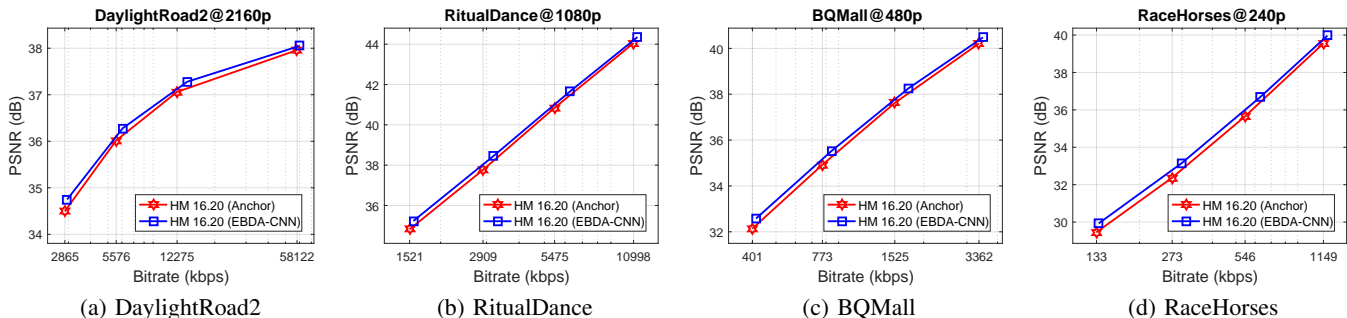 DaylightRoad2@2160p
PSNR (dB)
38
37
36
35
34
HM 16.20 (Anchor)
HM 16.20 (EBDA-CNN)
2865 5576 12275 58122
Bitrate (kbps)
(a) DaylightRoad2
RitualDance@1080p
PSNR (dB)
44
42
40
38
36
HM 16.20 (Anchor)
HM 16.20 (EBDA-CNN)
1521 2909 5475 10998
Bitrate (kbps)
(b) RitualDance
BQMall@480p
PSNR (dB)
40
38
36
34
32
HM 16.20 (Anchor)
HM 16.20 (EBDA-CNN)
401 773 1525 3362
Bitrate (kbps)
(c) BQMall
RaceHorses@240p
PSNR (dB)
40
38
36
34
32
30
HM 16.20 (Anchor)
HM 16.20 (EBDA-CNN)
133 273 546 1149
Bitrate (kbps)
(d) RaceHorses